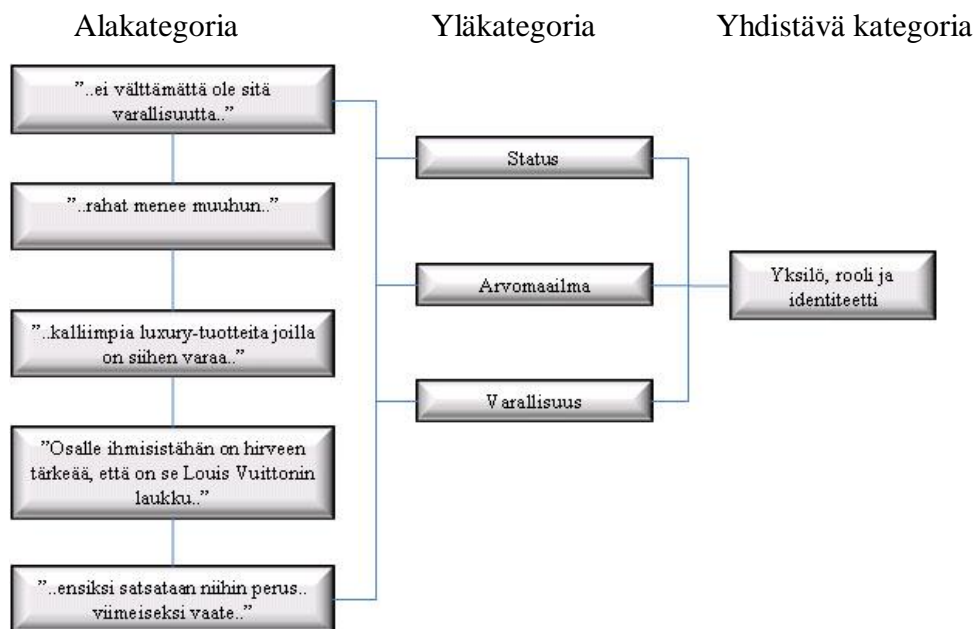 Alakategoria
Yläkategoria
Yhdistävä kategoria
”..ei välttämättä ole sitä
varallisuutta..”
”..rahat menee muuhun..”
”..kalliimpia luxury-tuotteita joilla
on siihen varaa..”
”Osalle ihmisistähän on hirveen
tärkeää, että on se Louis Vuittonin
laukku..”
”..ensiksi satsataan niihin perus..
viimeiseksi vaate..”
Status
Arvomaailma
Varallisuus
Yksilö, rooli ja
identiteetti